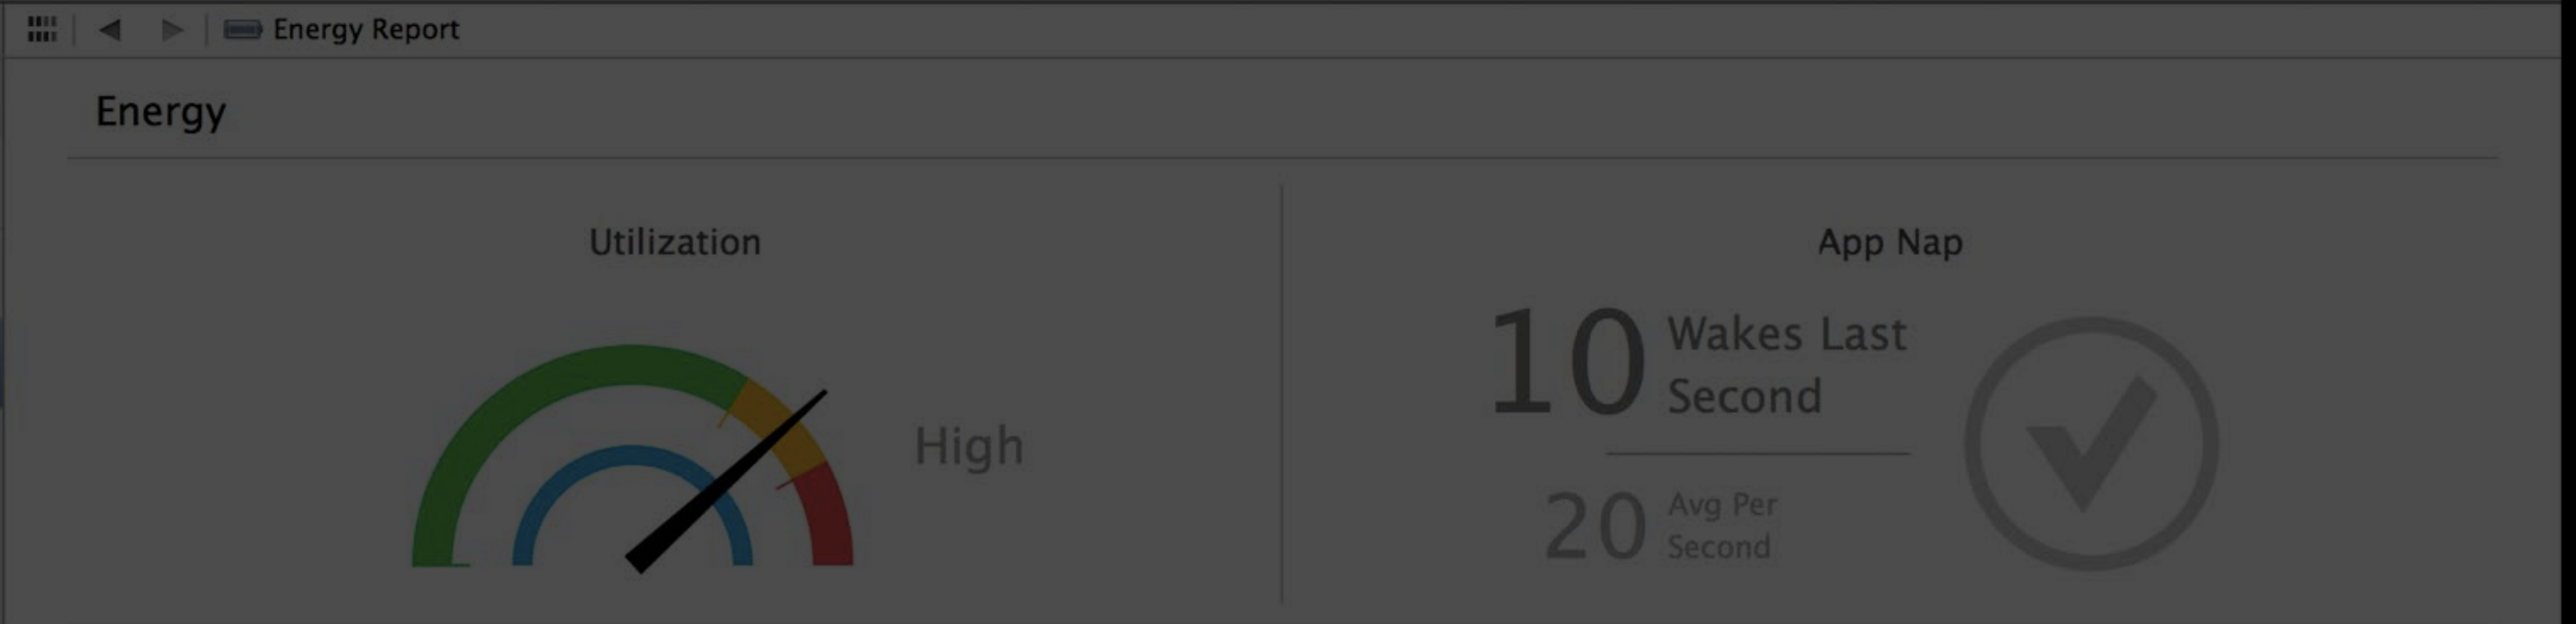 Energy Report
Energy
Utilization
High
App Nap
10 Wakes Last
Second
20 Avg Per
Second